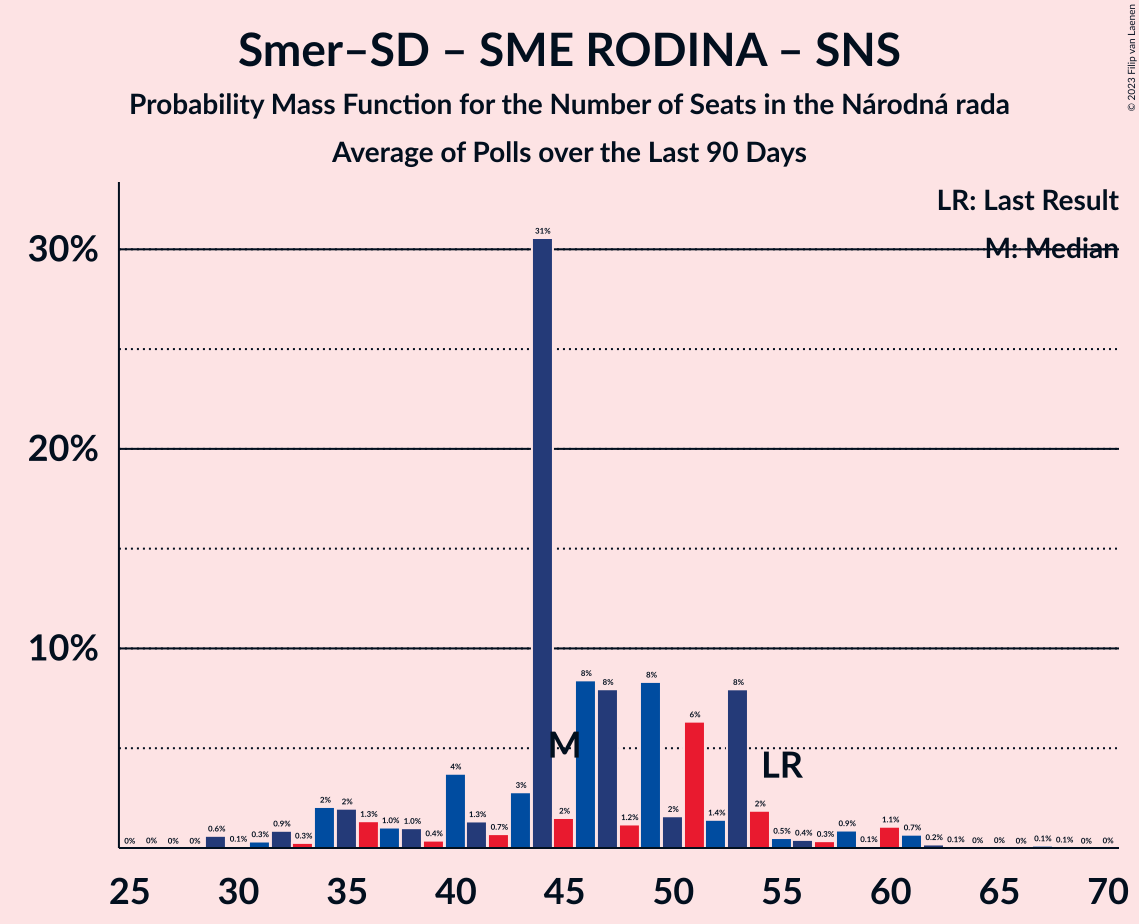 Smer–SD – SME RODINA – SNS
Probability Mass Function for the Number of Seats in the Národná rada
Average of Polls over the Last 90 Days
© 2023 Filip van Laenen
LR: Last Result
M: Median
30%
20%
10%
0% 0% 0% 0% 0.6% 0.1% 0.3% 0.9% 0.3% 2% 2% 1.3% 1.0% 1.0% 0.4% 4% 1.3% 0.7% 3% 31% 2% 8% 8% 1.2% 8% 2% 6% 1.4% 8% 2% 0.5% 0.4% 0.3% 0.9% 0.1% 1.1% 0.7% 0.2% 0.1% 0% 0% 0% 0.1% 0.1% 0% 0%
M
LR
25 30 35 40 45 50 55 60 65 70